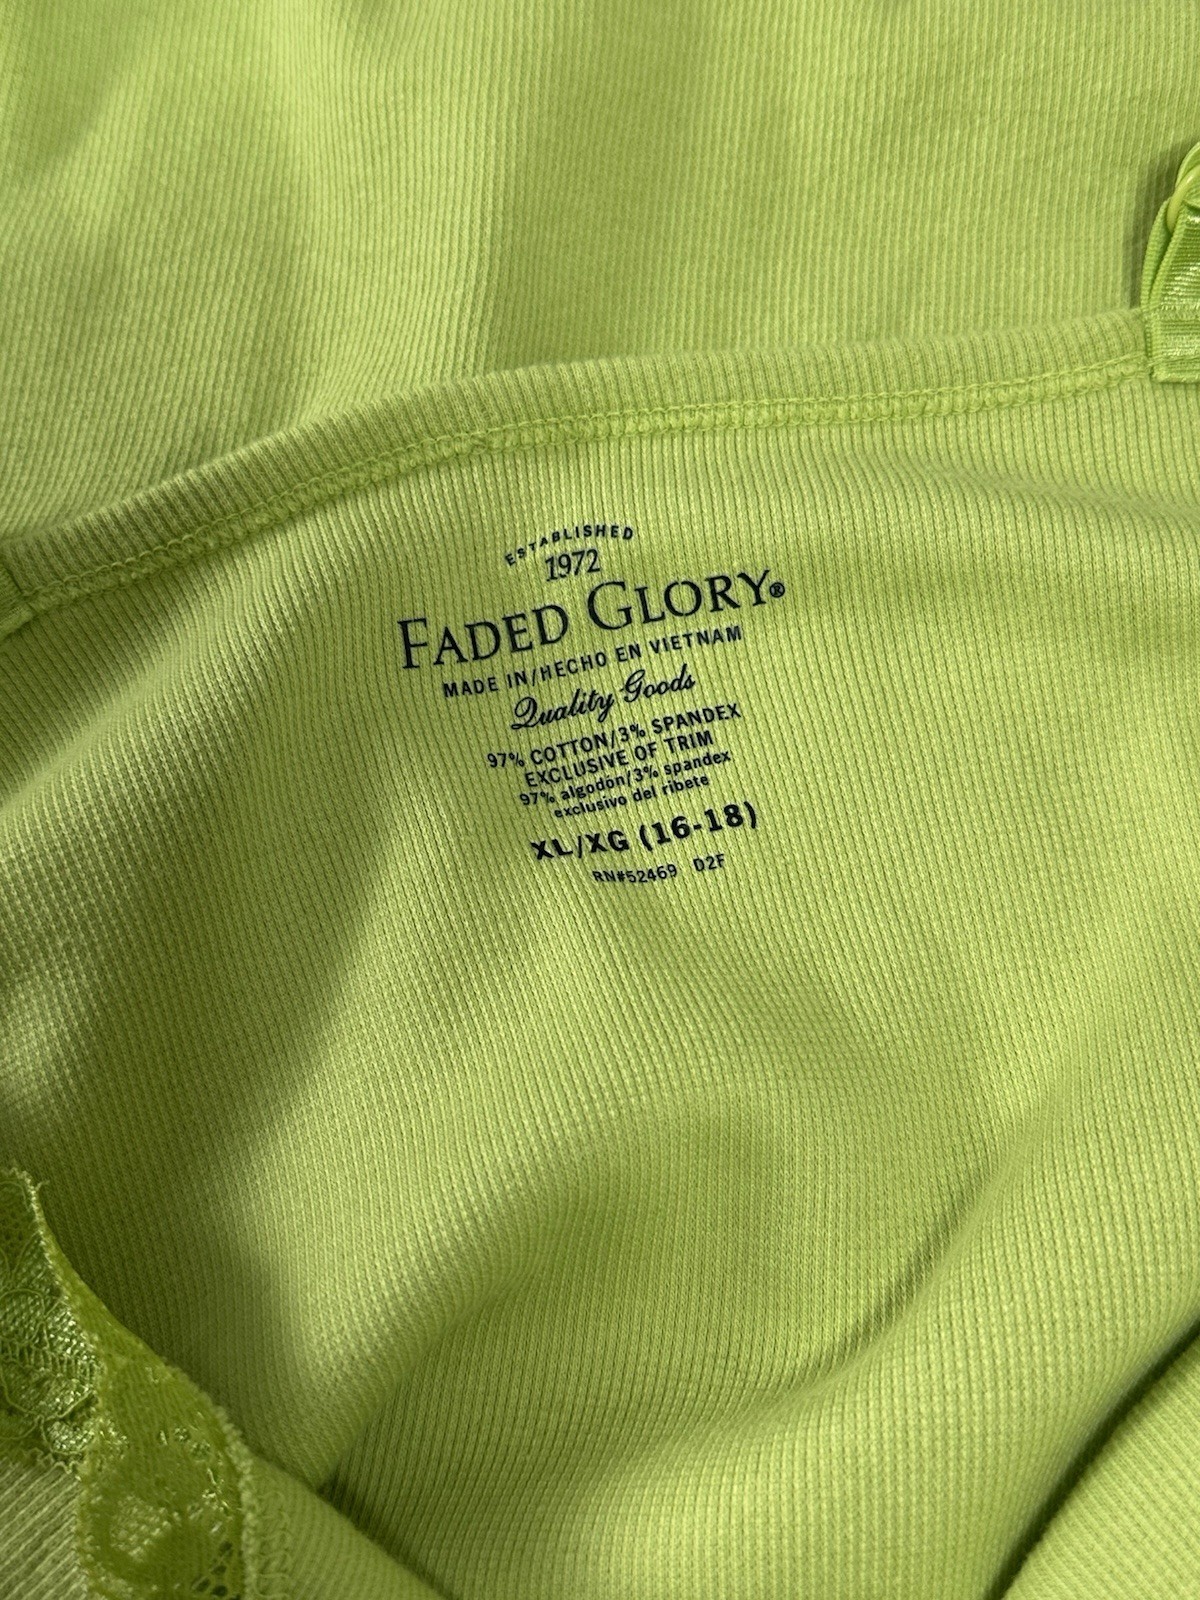 ESTABLISHED
1972
FADED GLORY®
MADE IN/HECHO EN VIETNAM
Quality Goods
97% COTTON/3% SPANDEX
EXCLUSIVE OF TRIM
97% algodón/3% spandex
exclusivo del ribete
XL/XG (16-18)
RN#52469 D2F